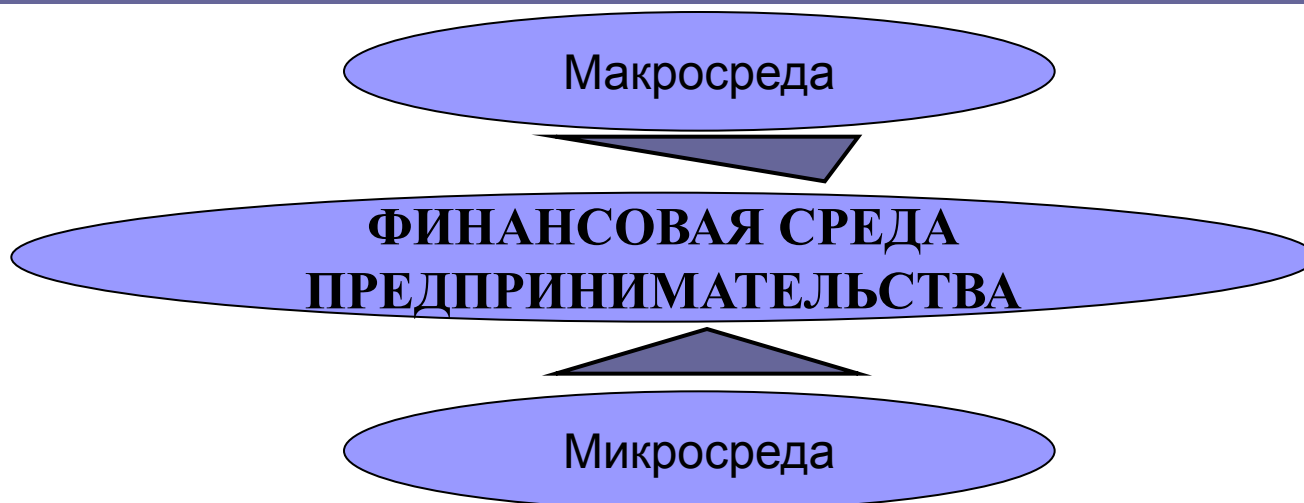 Макросреда
ФИНАНСОВАЯ СРЕДА
ПРЕДПРИНИМАТЕЛЬСТВА
Микросреда